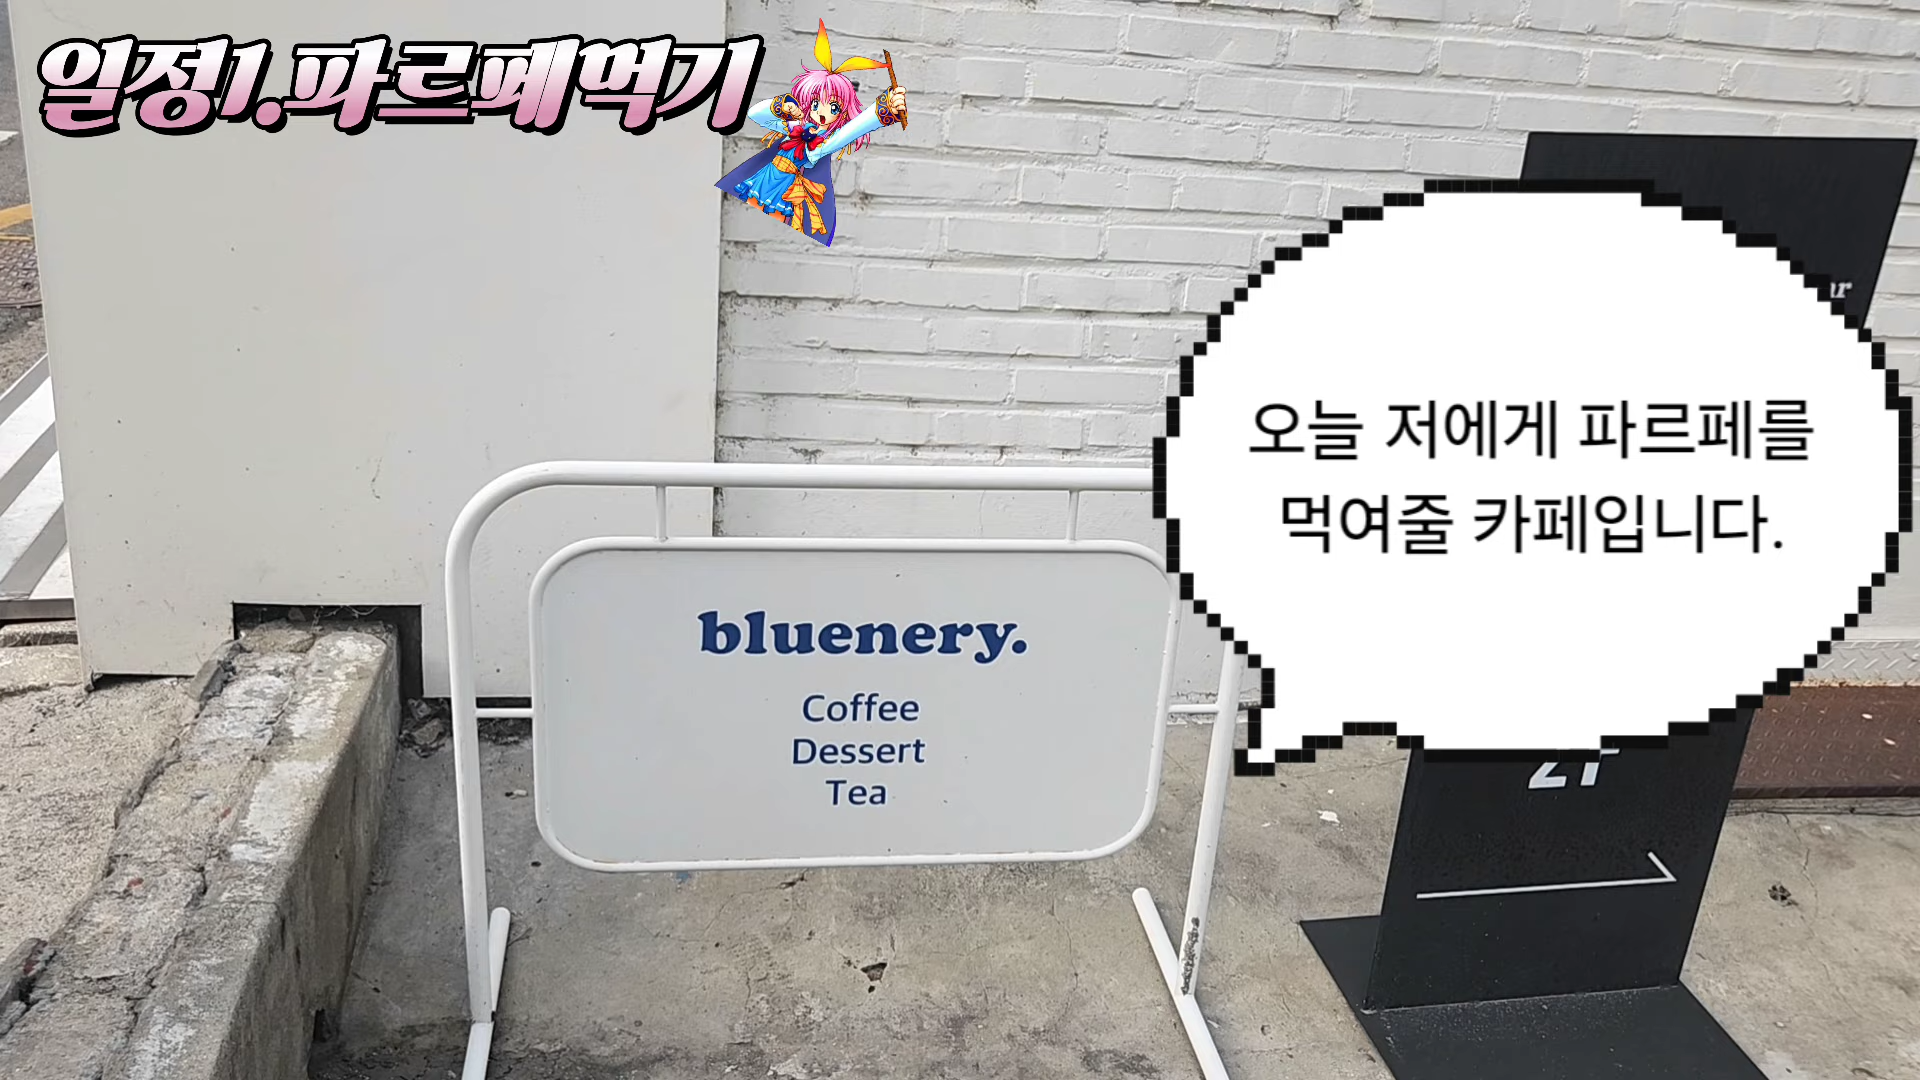 일정1.파르페먹기
오늘 저에게 파르페를
먹여줄 카페입니다.
bluenery.
Coffee
Dessert
Tea